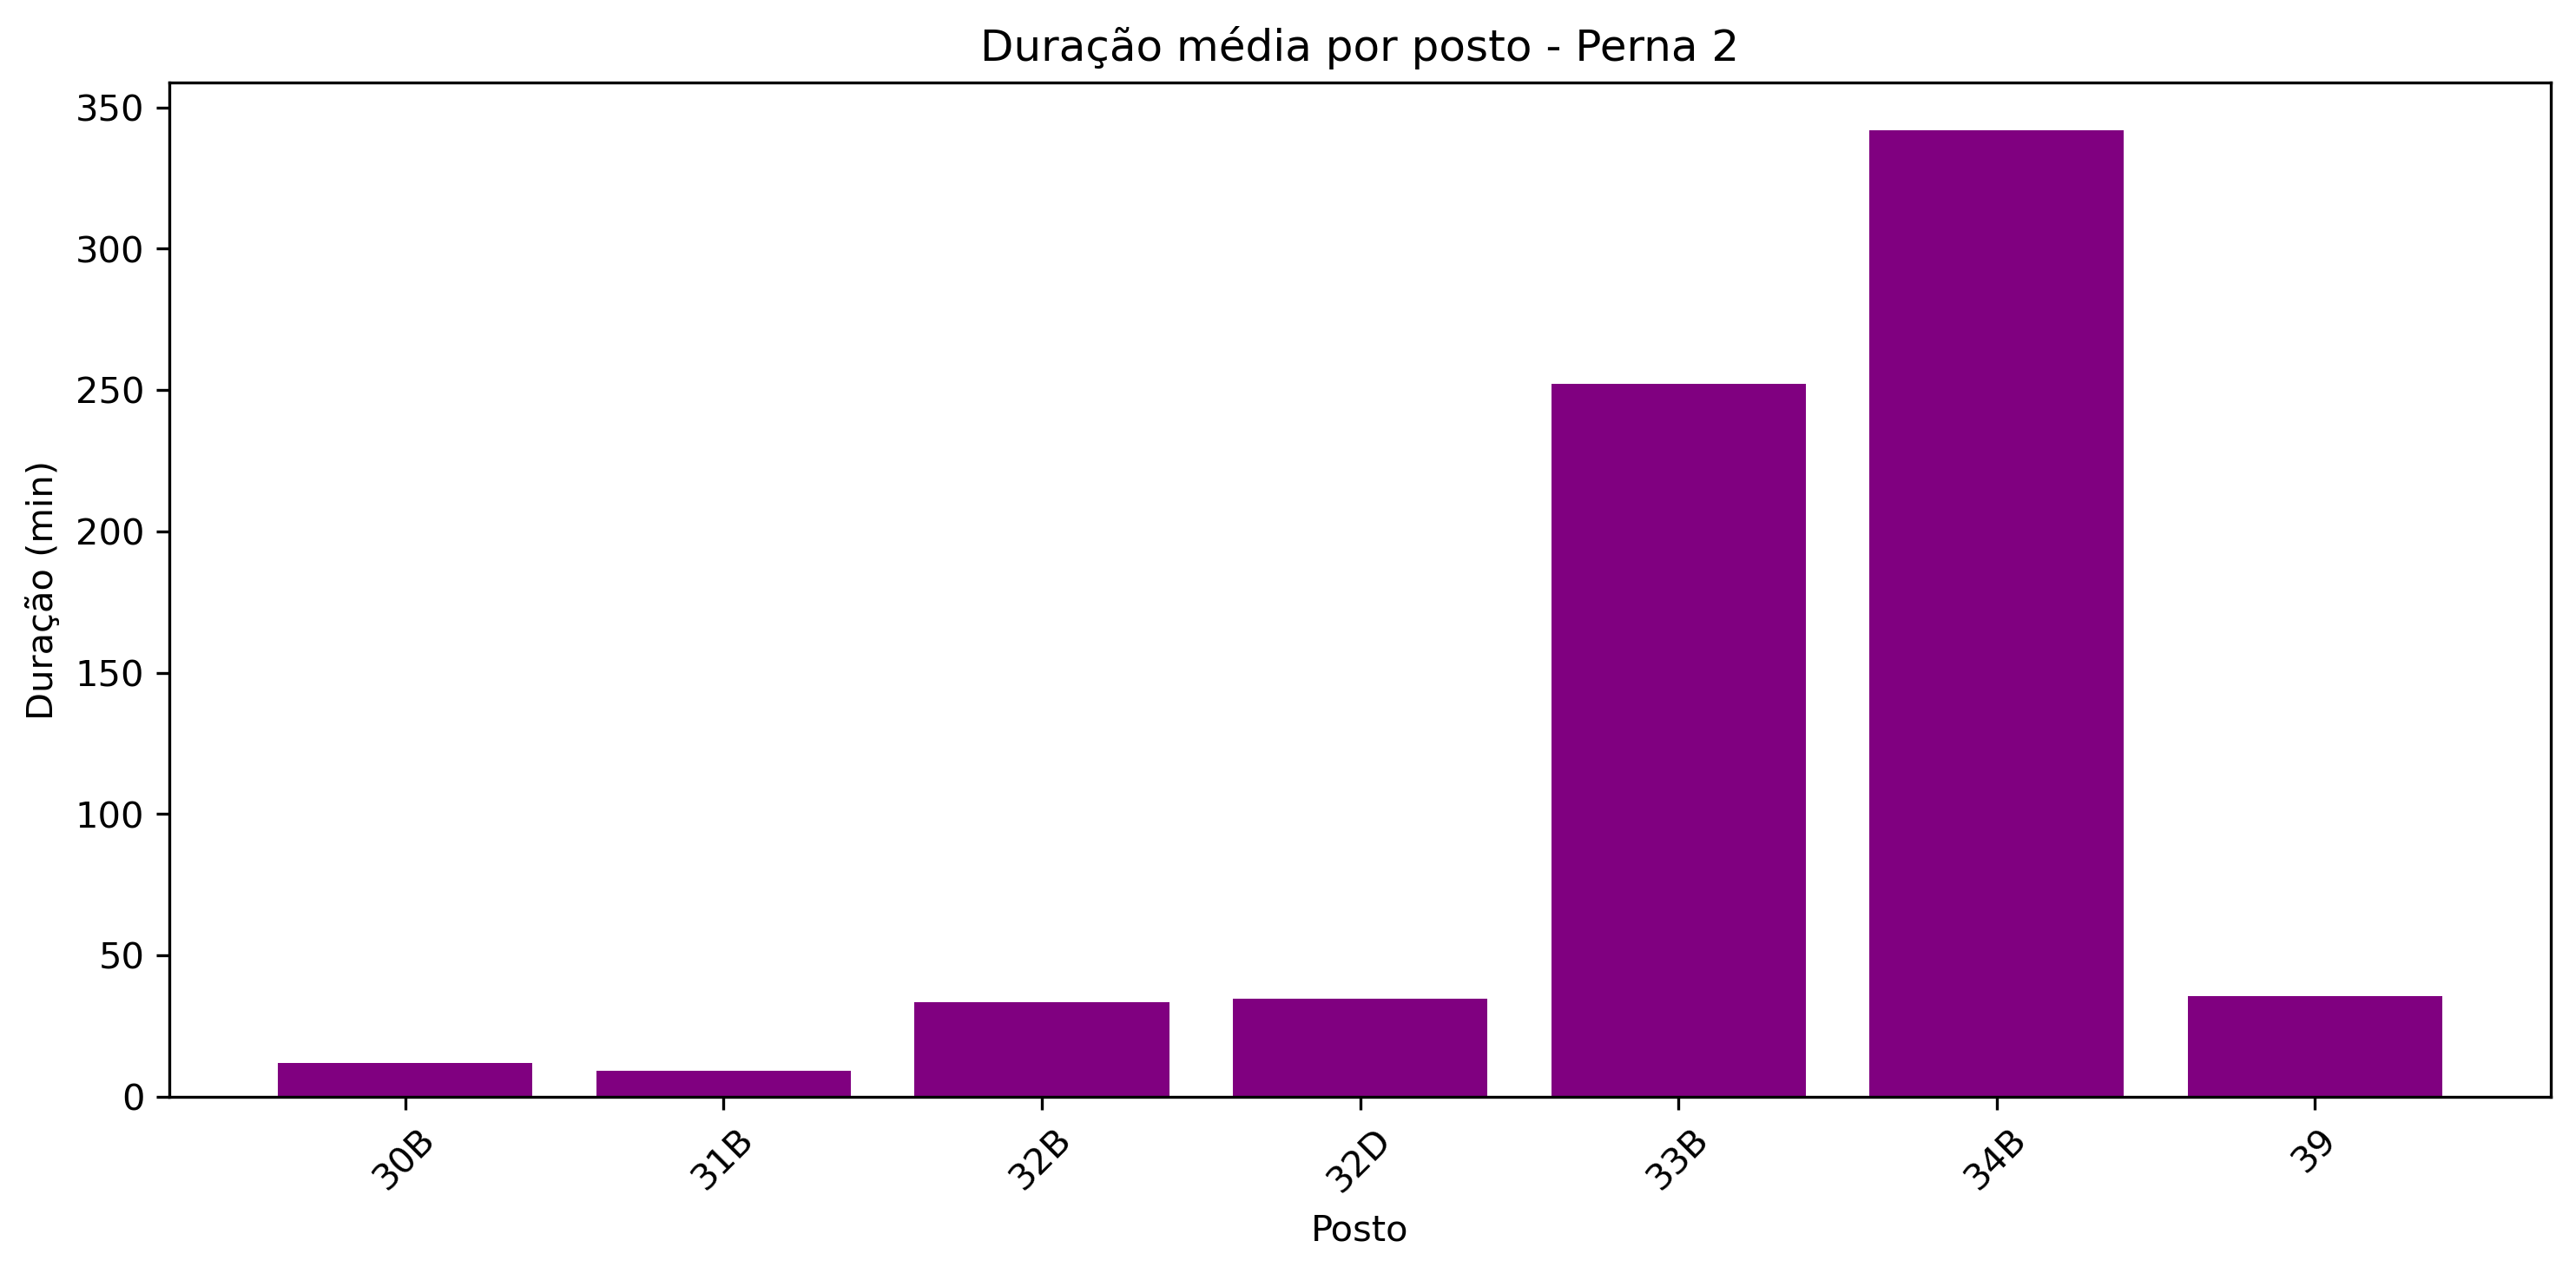 Duração média por posto - Perna 2
Duração (min)
350
300
250
200
150
100
50
0
30B
31B
32B
32D
33B
34B
39
Posto